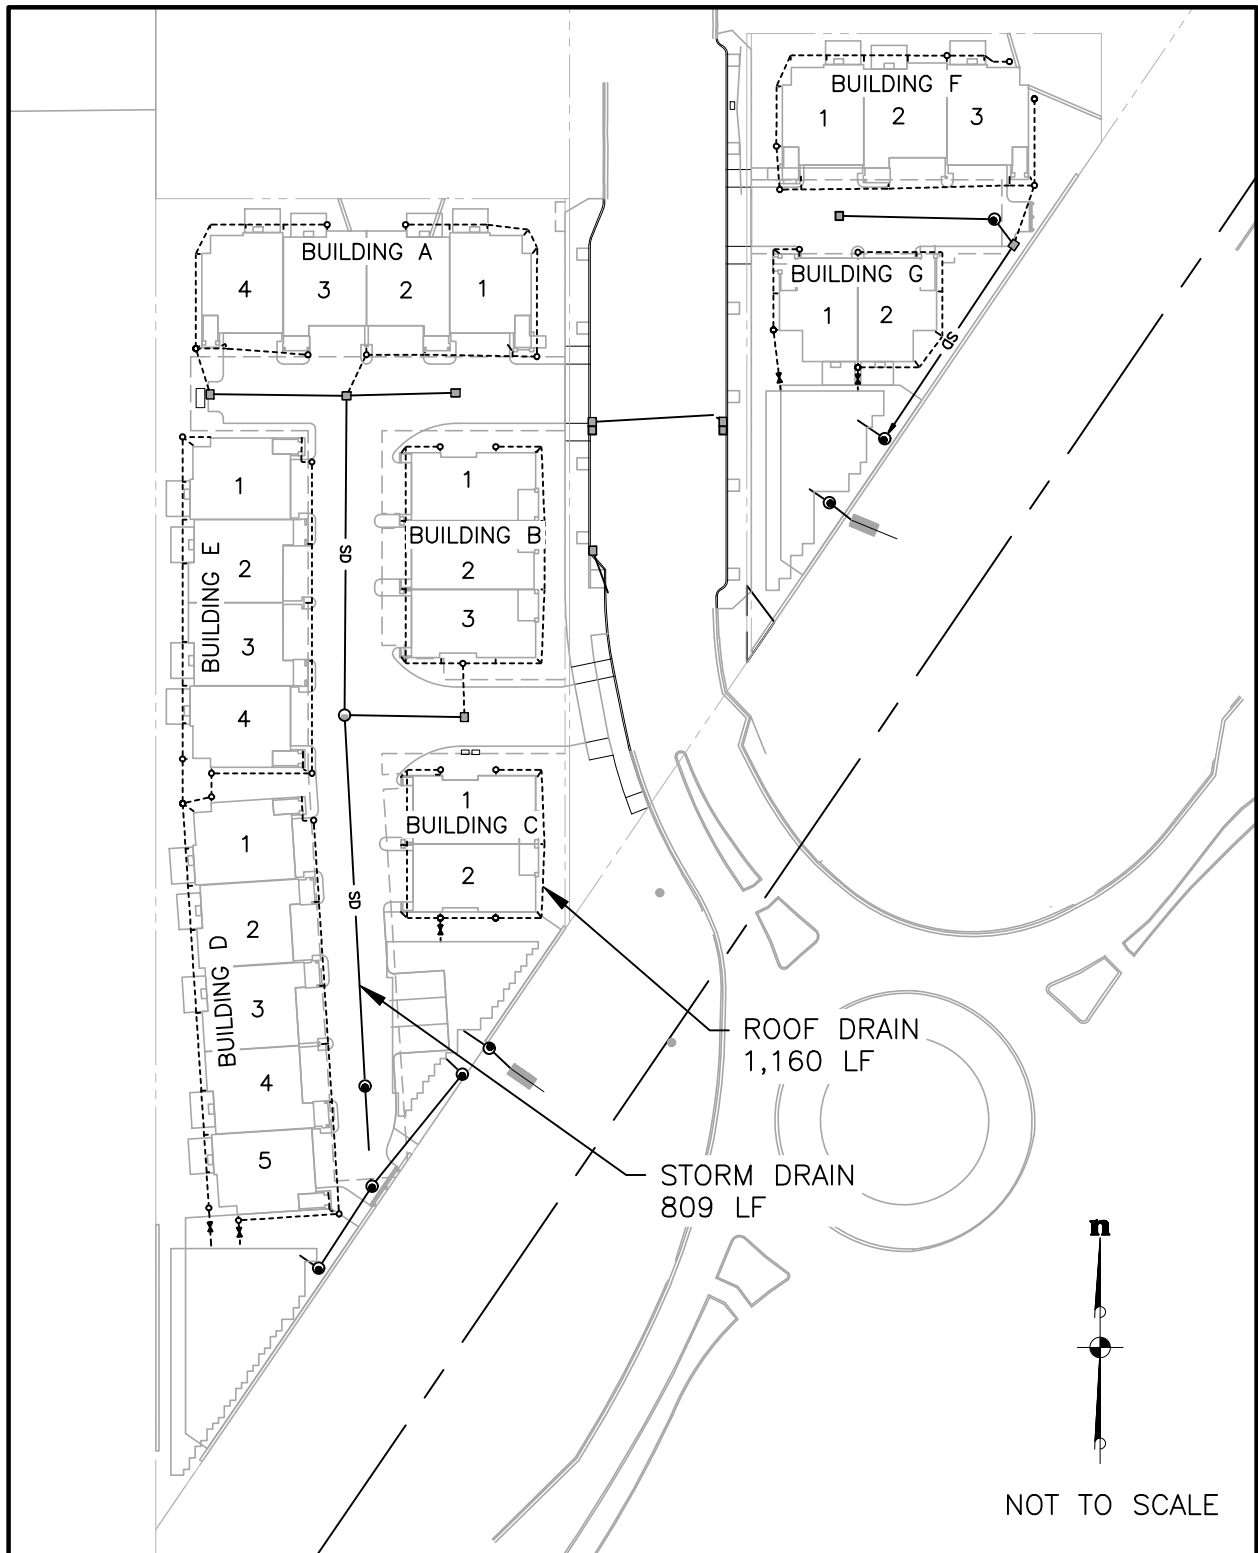 BUILDING F
1
2
3
BUILDING A
4
3
2
1
BUILDING G
1
2
SD
1
2
3
4
BUILDING E
SD
1
BUILDING B
2
3
1
BUILDING C
2
1
2
3
4
5
BUILDING D
SD
ROOF DRAIN
1,160 LF
STORM DRAIN
809 LF
n
NOT TO SCALE